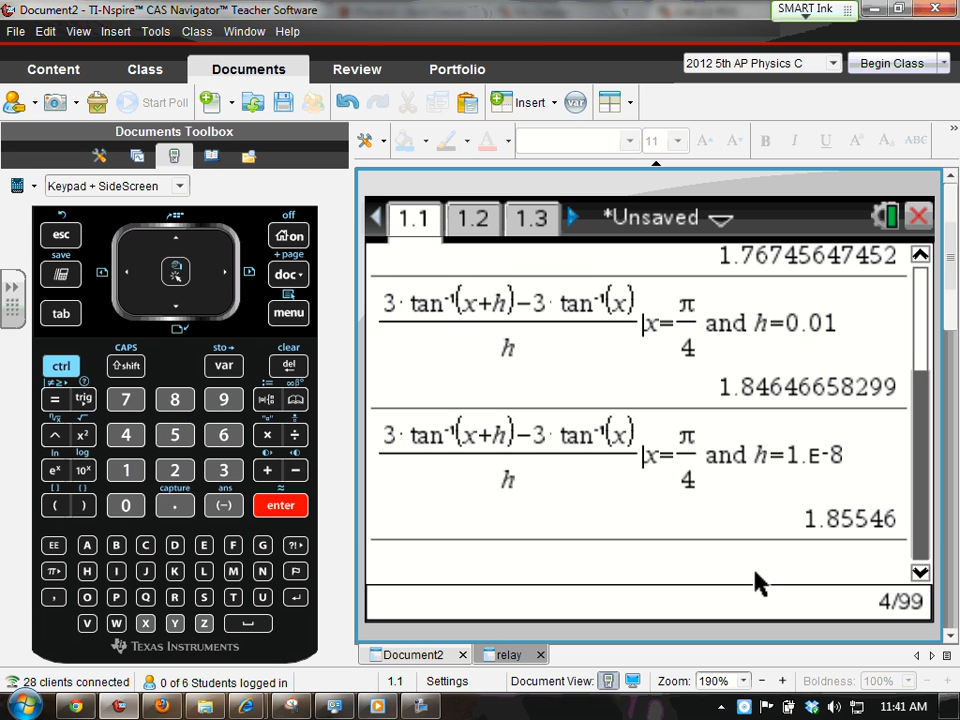 Document2 - TI-Nspire™ CAS Navigator™ Teacher Software
SMART Ink
File Edit View Insert Tools Class Window Help
Content Class Documents Review Portfolio
2012 5th AP Physics C
Begin Class
Start Poll
Insert
var
Documents Toolbox
11
B I U A A ABC
Keypad + SideScreen
off
esc
on
save
+ page
doc
tab
menu
CAPS sto→ clear
ctrl shift var del
= trig 7 8 9
^ x² 4 5 6 × ÷
ln log
eˣ 10ˣ 1 2 3 + −
[ ] { } capture ans ≈
( ) 0 . (−) enter
EE A B C D E F G ?!
π H I J K L M N
, O P Q R S T U
V W X Y Z
TEXAS INSTRUMENTS
1.1 1.2 1.3 *Unsaved
1.76745647452
3· tan⁻¹(x+h)−3· tan⁻¹(x)
h
|x=π/4 and h=0.01
1.84646658299
3· tan⁻¹(x+h)−3· tan⁻¹(x)
h
|x=π/4 and h=1.E-8
1.85546
4/99
Document2 relay
28 clients connected 0 of 6 Students logged in 1.1 Settings Document View: Zoom: 190% − + Boldness: 100% − +
11:41 AM